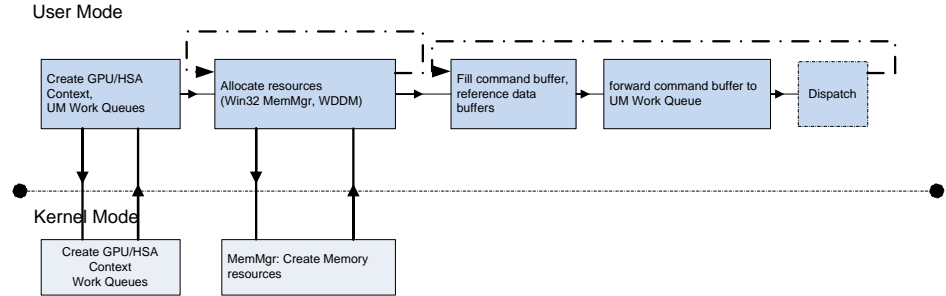 User Mode
Create GPU/HSA
Context,
UM Work Queues
Allocate resources
(Win32 MemMgr, WDDM)
Fill command buffer,
reference data
buffers
forward command buffer to
UM Work Queue
Dispatch
Kernel Mode
Create GPU/HSA
Context
Work Queues
MemMgr: Create Memory
resources